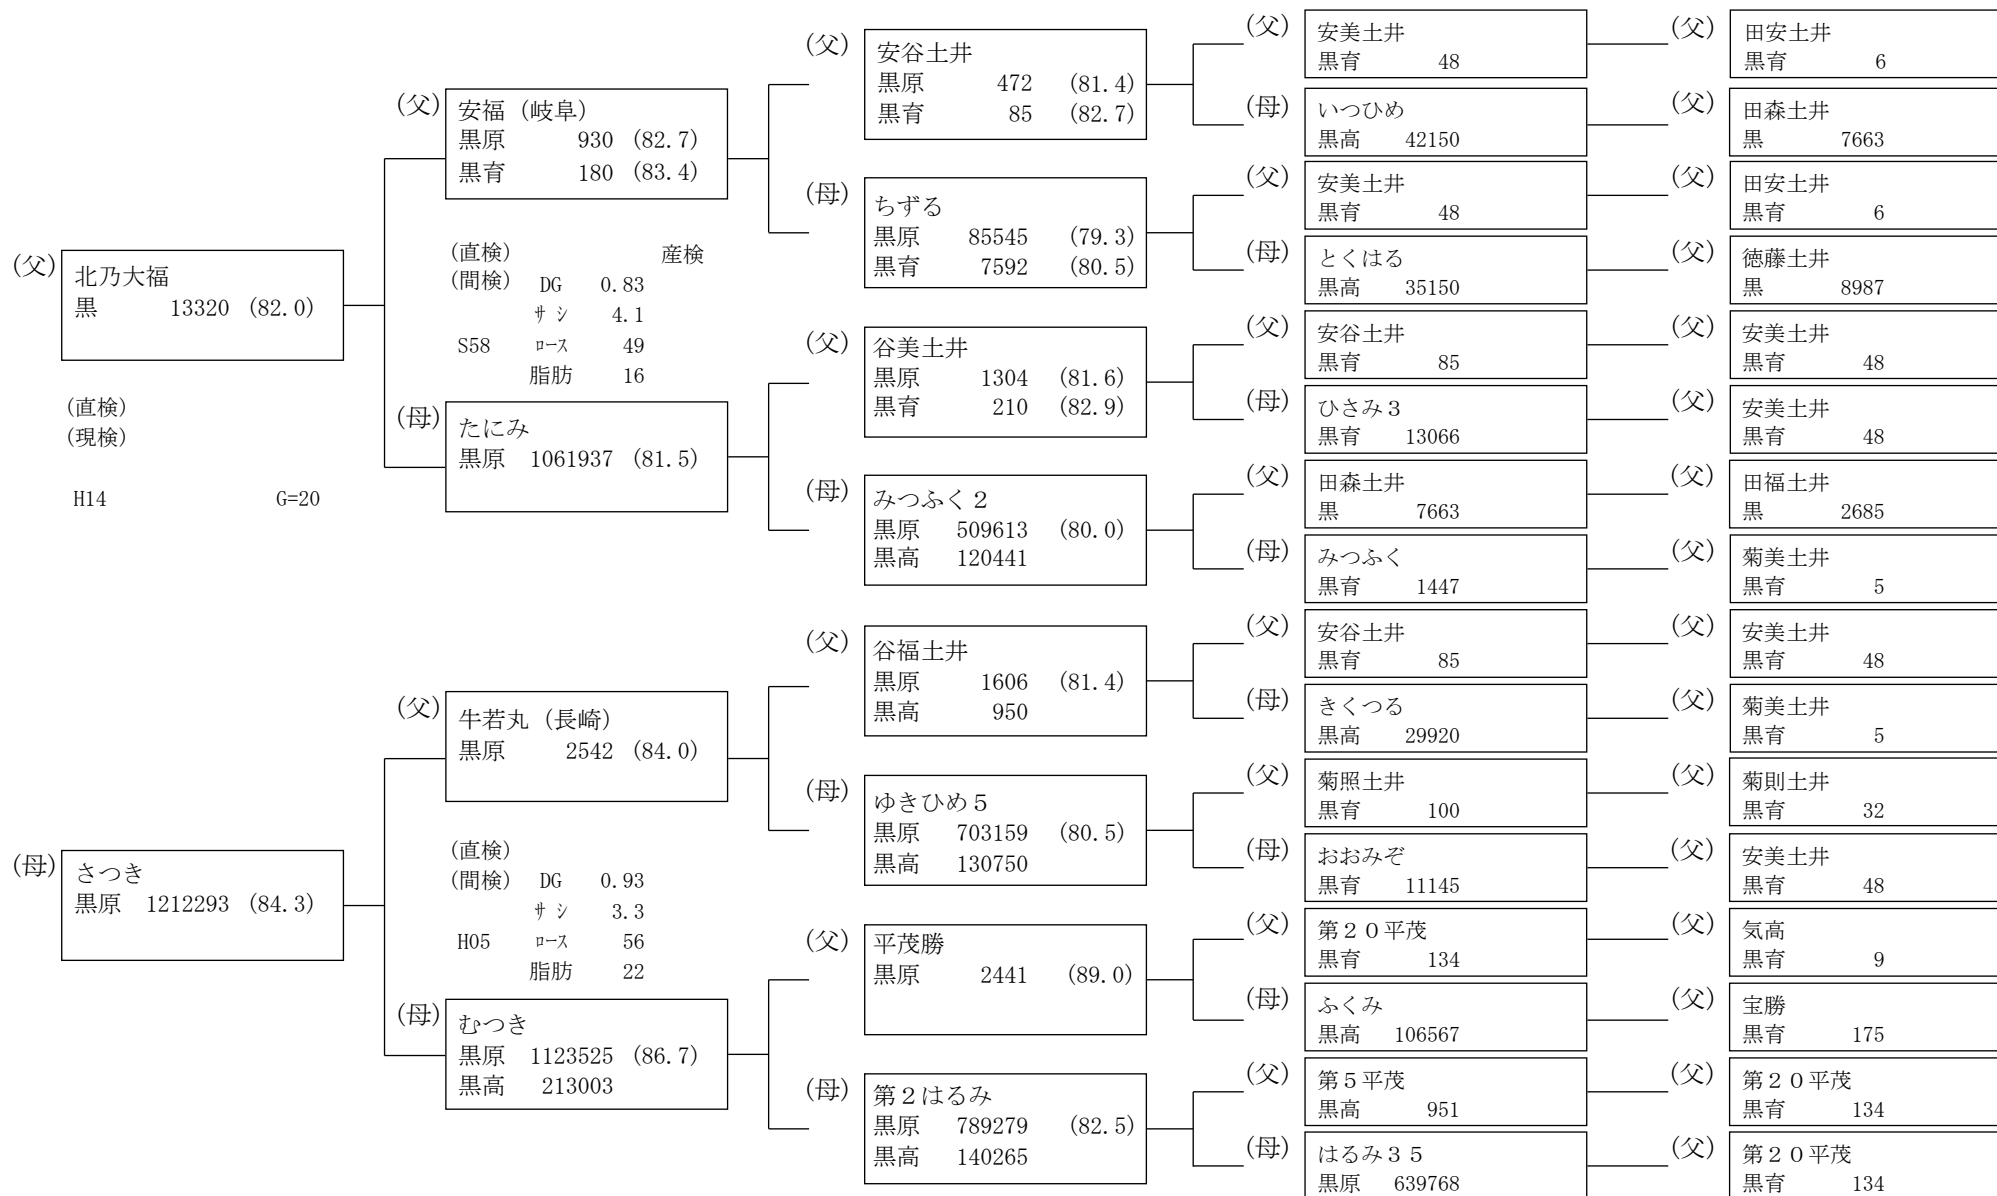 (父)
北乃大福
黒 13320 (82.0)
(直検)
(現検)
H14 G=20
(母)
さつき
黒原 1212293 (84.3)
(父)
安福（岐阜）
黒原 930 (82.7)
黒育 180 (83.4)
(直検) 産検
(間検) DG 0.83
ｻｼ 4.1
S58 ﾛｰｽ 49
脂肪 16
(母)
たにみ
黒原 1061937 (81.5)
(父)
牛若丸（長崎）
黒原 2542 (84.0)
(直検)
(間検) DG 0.93
ｻｼ 3.3
H05 ﾛｰｽ 56
脂肪 22
(母)
むつき
黒原 1123525 (86.7)
黒高 213003
(父)
安谷土井
黒原 472 (81.4)
黒育 85 (82.7)
(母)
ちずる
黒原 85545 (79.3)
黒育 7592 (80.5)
(父)
谷美土井
黒原 1304 (81.6)
黒育 210 (82.9)
(母)
みつふく２
黒原 509613 (80.0)
黒高 120441
(父)
谷福土井
黒原 1606 (81.4)
黒高 950
(母)
ゆきひめ５
黒原 703159 (80.5)
黒高 130750
(父)
平茂勝
黒原 2441 (89.0)
(母)
第２はるみ
黒原 789279 (82.5)
黒高 140265
(父)
安美土井
黒育 48
(母)
いつひめ
黒高 42150
(父)
安美土井
黒育 48
(母)
とくはる
黒高 35150
(父)
安谷土井
黒育 85
(母)
ひさみ３
黒育 13066
(父)
田森土井
黒 7663
(母)
みつふく
黒育 1447
(父)
安谷土井
黒育 85
(母)
きくつる
黒高 29920
(父)
菊照土井
黒育 100
(母)
おおみぞ
黒育 11145
(父)
第２０平茂
黒育 134
(母)
ふくみ
黒高 106567
(父)
第５平茂
黒高 951
(母)
はるみ３５
黒原 639768
(父)
田安土井
黒育 6
(父)
田森土井
黒 7663
(父)
田安土井
黒育 6
(父)
徳藤土井
黒 8987
(父)
安美土井
黒育 48
(父)
安美土井
黒育 48
(父)
田福土井
黒 2685
(父)
菊美土井
黒育 5
(父)
安美土井
黒育 48
(父)
菊美土井
黒育 5
(父)
菊則土井
黒育 32
(父)
安美土井
黒育 48
(父)
気高
黒育 9
(父)
宝勝
黒育 175
(父)
第２０平茂
黒育 134
(父)
第２０平茂
黒育 134